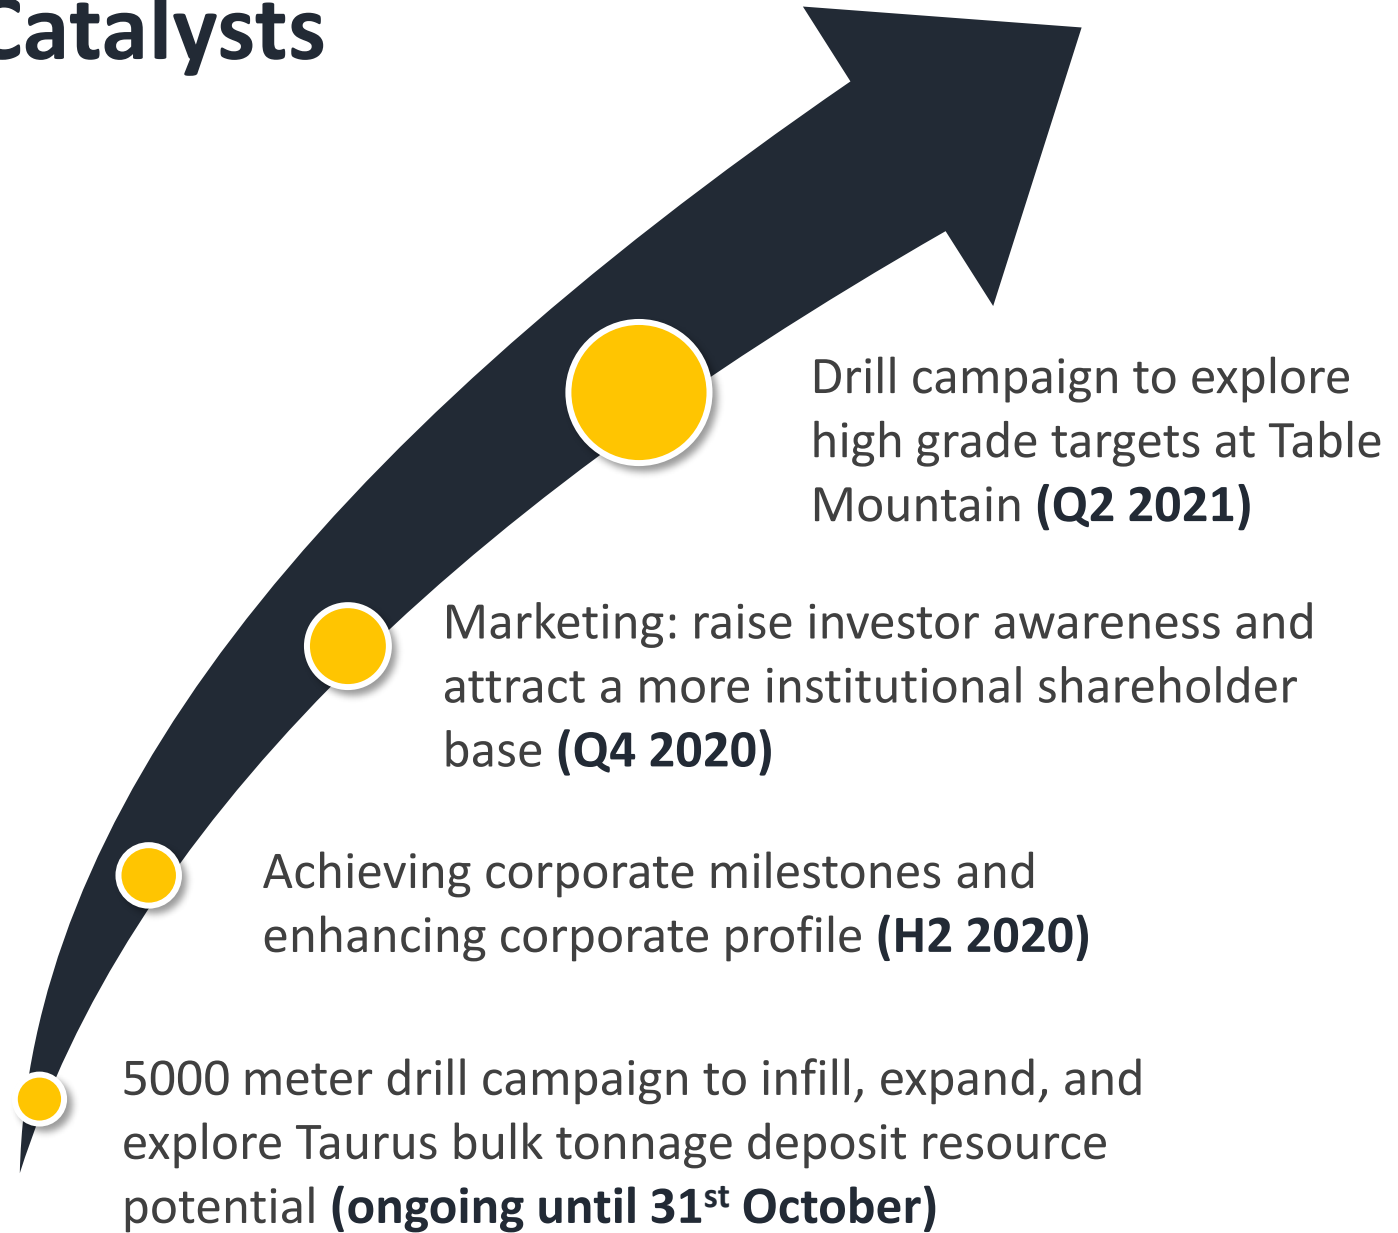 Catalysts
Drill campaign to explore
high grade targets at Table
Mountain (Q2 2021)
Marketing: raise investor awareness and
attract a more institutional shareholder
base (Q4 2020)
Achieving corporate milestones and
enhancing corporate profile (H2 2020)
5000 meter drill campaign to infill, expand, and
explore Taurus bulk tonnage deposit resource
potential (ongoing until 31st October)